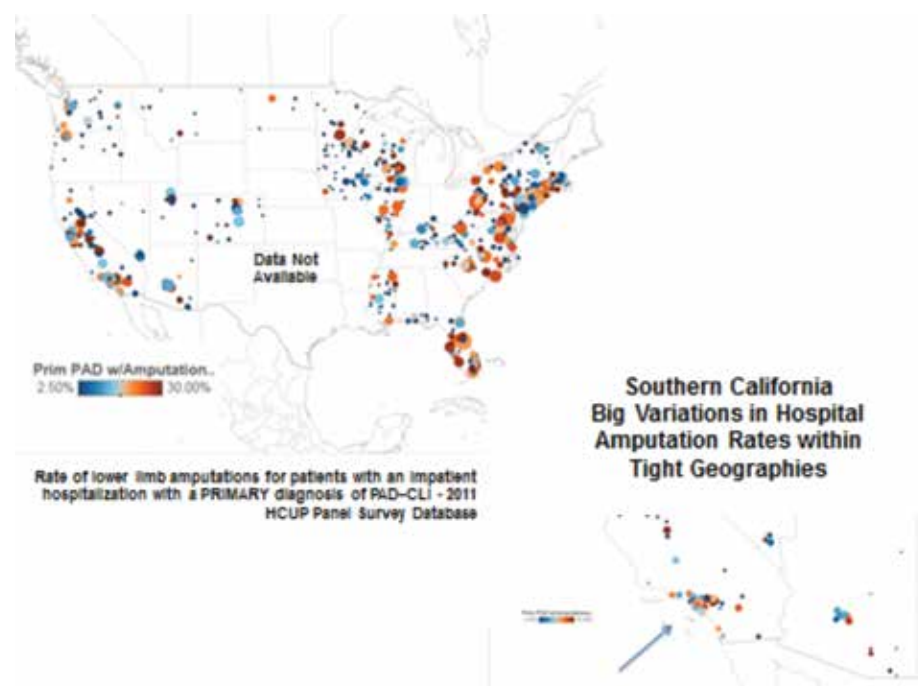 Data Not
Available
Prim PAD w/Amputation..
2.50% 30.00%
Rate of lower limb amputations for patients with an inpatient
hospitalization with a PRIMARY diagnosis of PAD–CLI - 2011
HCUP Panel Survey Database
Southern California
Big Variations in Hospital
Amputation Rates within
Tight Geographies